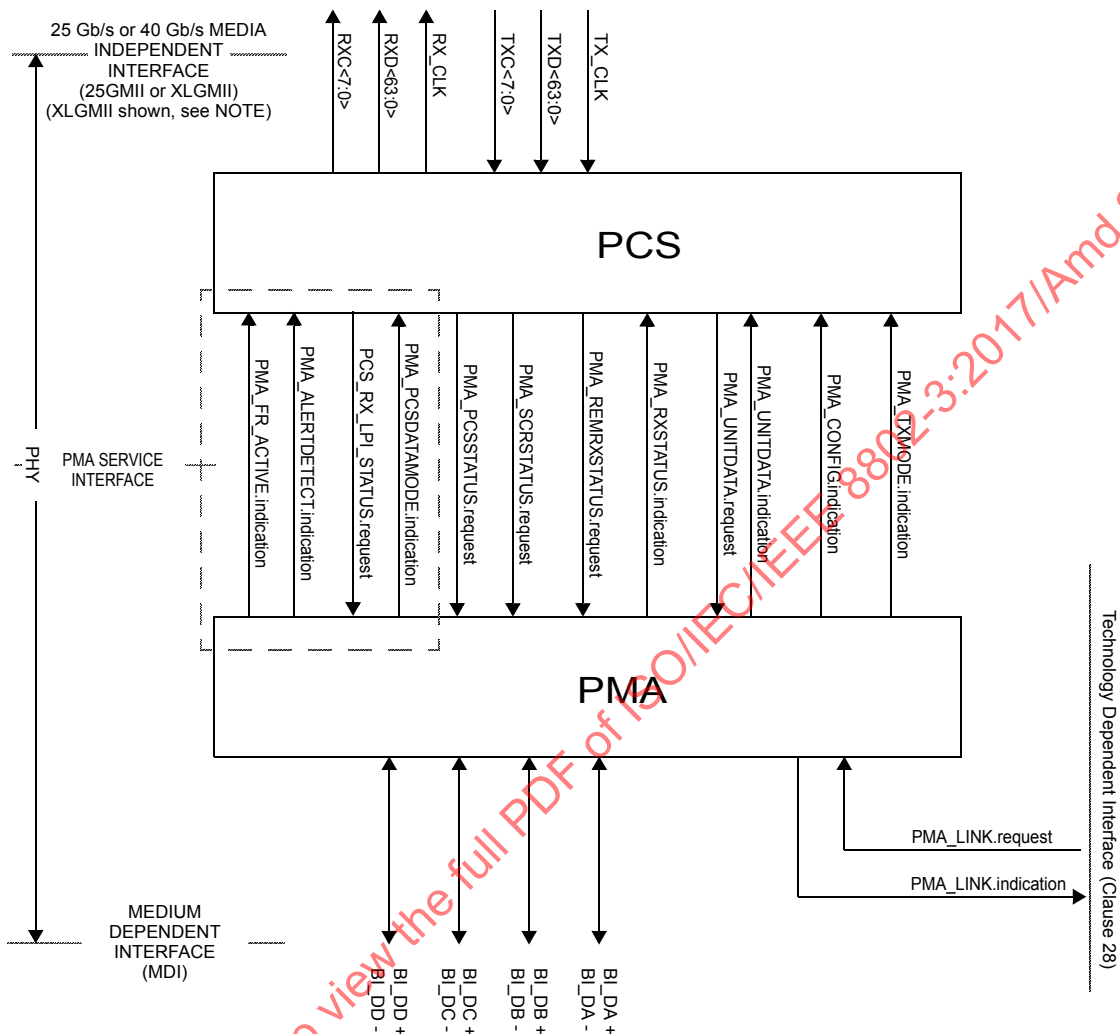 25 Gb/s or 40 Gb/s MEDIA
INDEPENDENT
INTERFACE
(25GMII or XLGMII)
(XLGMII shown, see NOTE)
RXC<7:0>
RXD<63:0>
RX_CLK
TXC<7:0>
TXD<63:0>
TX_CLK
PCS
PHY
PMA SERVICE
INTERFACE
PMA_FR_ACTIVE.indication
PMA_ALERTDETECT.indication
PCS_RX_LPI_STATUS.request
PMA_PCSDATAMODE.indication
PMA_PCSSTATUS.request
PMA_SCRSTATUS.request
PMA_REMRXSTATUS.request
PMA_RXSTATUS.indication
PMA_UNITDATA.request
PMA_UNITDATA.indication
PMA_CONFIG.indication
PMA_TXMODE.indication
PMA
PMA_LINK.request
PMA_LINK.indication
Technology Dependent Interface (Clause 28)
MEDIUM
DEPENDENT
INTERFACE
(MDI)
BI_DD +
BI_DD -
BI_DC +
BI_DC -
BI_DB +
BI_DB -
BI_DA +
BI_DA -
view the full PDF of ISO/IEC/IEEE 8802-3:2017/Amd